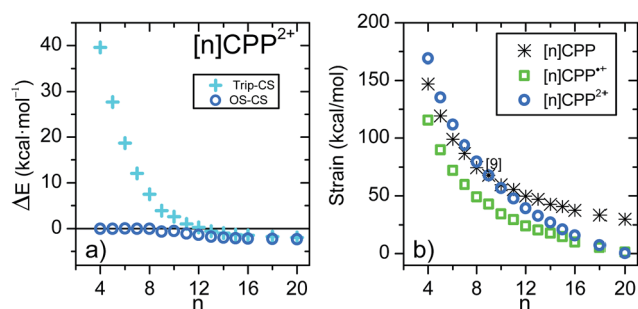 [n]CPP²⁺
ΔE (kcal·mol⁻¹)
40
30
20
10
0
Trip-CS
OS-CS
a)
4 8 12 16 20
n
Strain (kcal/mol)
200
150
100
50
0
[n]CPP
[n]CPP•⁺
[n]CPP²⁺
[9]
b)
4 8 12 16 20
n